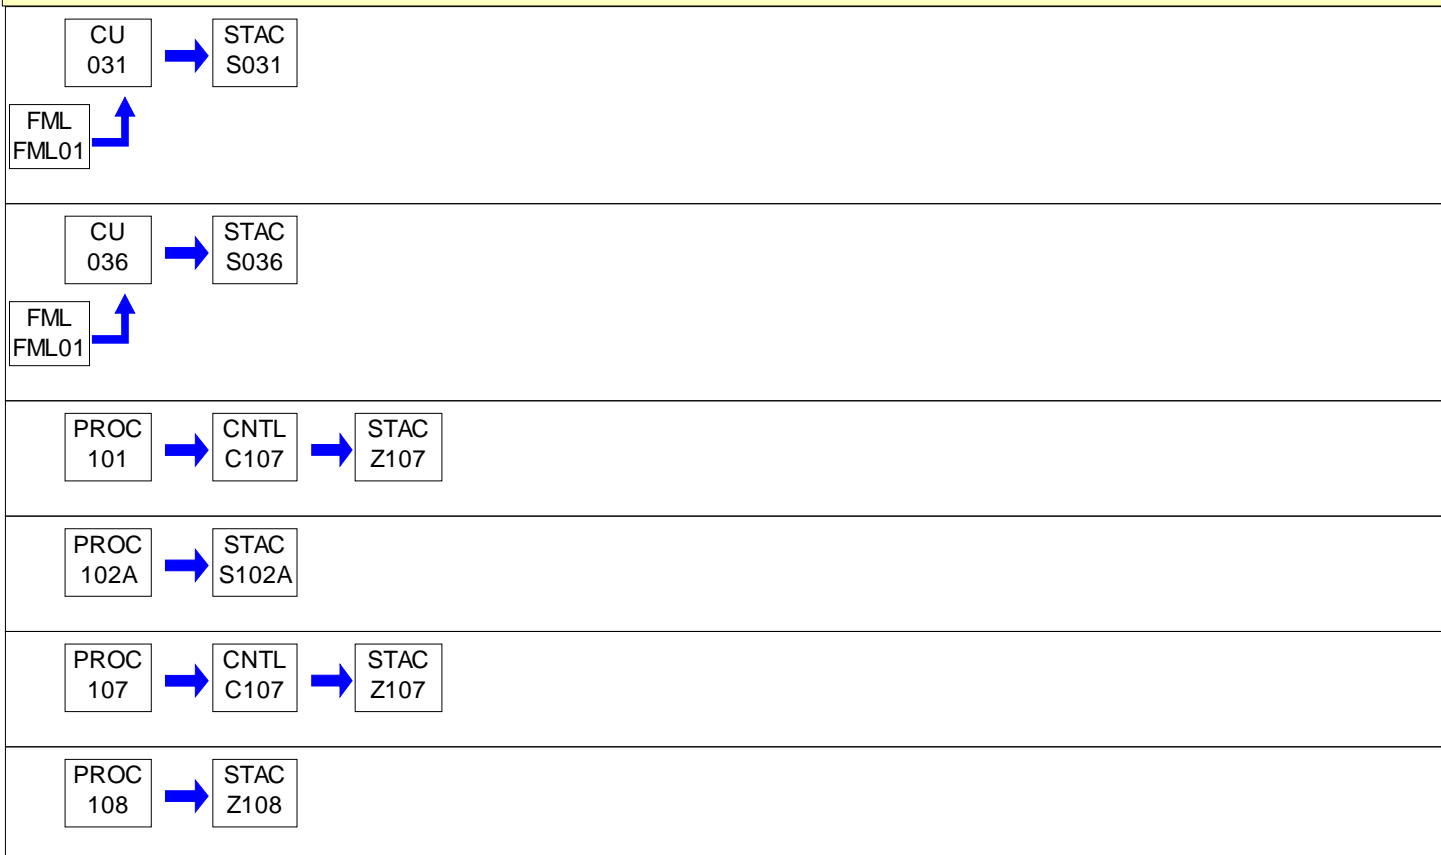 CU
031
STAC
S031
FML
FML01
CU
036
STAC
S036
FML
FML01
PROC
101
CNTL
C107
STAC
Z107
PROC
102A
STAC
S102A
PROC
107
CNTL
C107
STAC
Z107
PROC
108
STAC
Z108